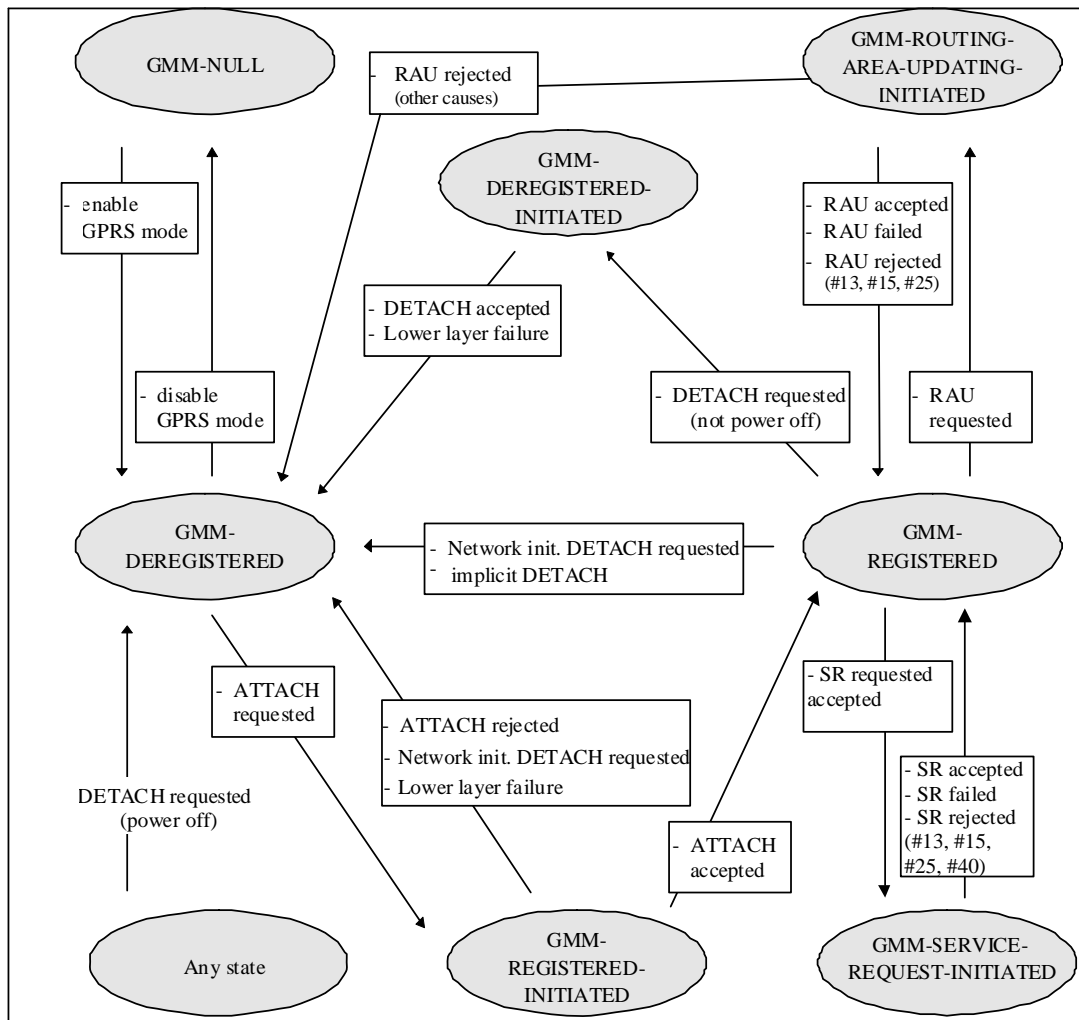 GMM-NULL
GMM-ROUTING-
AREA-UPDATING-
INITIATED
- RAU rejected
(other causes)
GMM-
DEREGISTERED-
INITIATED
- enable
GPRS mode
- RAU accepted
- RAU failed
- RAU rejected
(#13, #15, #25)
- DETACH accepted
- Lower layer failure
- disable
GPRS mode
- DETACH requested
(not power off)
- RAU
requested
GMM-
DEREGISTERED
- Network init. DETACH requested
- implicit DETACH
GMM-
REGISTERED
- ATTACH
requested
- ATTACH rejected
- Network init. DETACH requested
- Lower layer failure
- SR requested
accepted
DETACH requested
(power off)
- ATTACH
accepted
- SR accepted
- SR failed
- SR rejected
(#13, #15,
#25, #40)
Any state
GMM-
REGISTERED-
INITIATED
GMM-SERVICE-
REQUEST-INITIATED